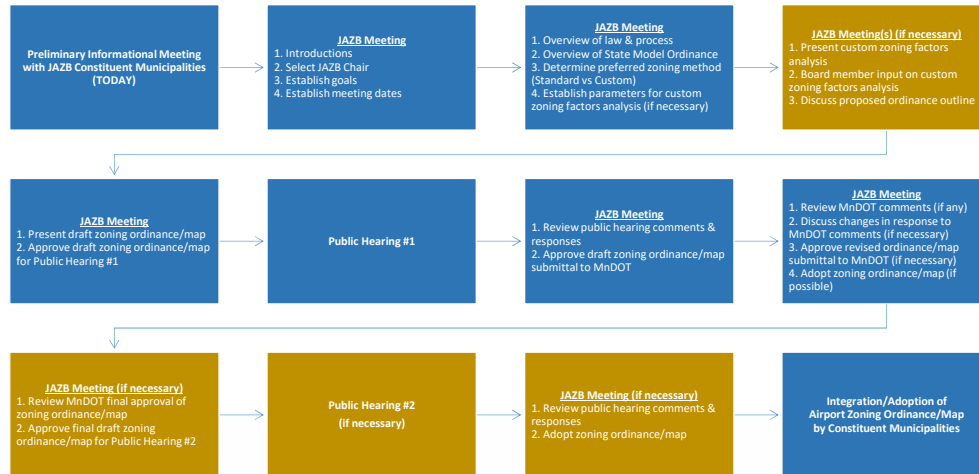 Preliminary Informational Meeting
with JAZB Constituent Municipalities
(TODAY)
JAZB Meeting
1. Introductions
2. Select JAZB Chair
3. Establish goals
4. Establish meeting dates
JAZB Meeting
1. Overview of law & process
2. Overview of State Model Ordinance
3. Determine preferred zoning method
(Standard vs Custom)
4. Establish parameters for custom
zoning factors analysis (if necessary)
JAZB Meeting(s) (if necessary)
1. Present custom zoning factors
analysis
2. Board member input on custom
zoning factors analysis
3. Discuss proposed ordinance outline
JAZB Meeting
1. Present draft zoning ordinance/map
2. Approve draft zoning ordinance/map
for Public Hearing #1
Public Hearing #1
JAZB Meeting
1. Review public hearing comments &
responses
2. Approve draft zoning ordinance/map
submittal to MnDOT
JAZB Meeting
1. Review MnDOT comments (if any)
2. Discuss changes in response to
MnDOT comments (if necessary)
3. Approve revised ordinance/map
submittal to MnDOT (if necessary)
4. Adopt zoning ordinance/map (if
possible)
JAZB Meeting (if necessary)
1. Review MnDOT final approval of
zoning ordinance/map
2. Approve final draft zoning
ordinance/map for Public Hearing #2
Public Hearing #2
(if necessary)
JAZB Meeting (if necessary)
1. Review public hearing comments &
responses
2. Adopt zoning ordinance/map
Integration/Adoption of
Airport Zoning Ordinance/Map
by Constituent Municipalities